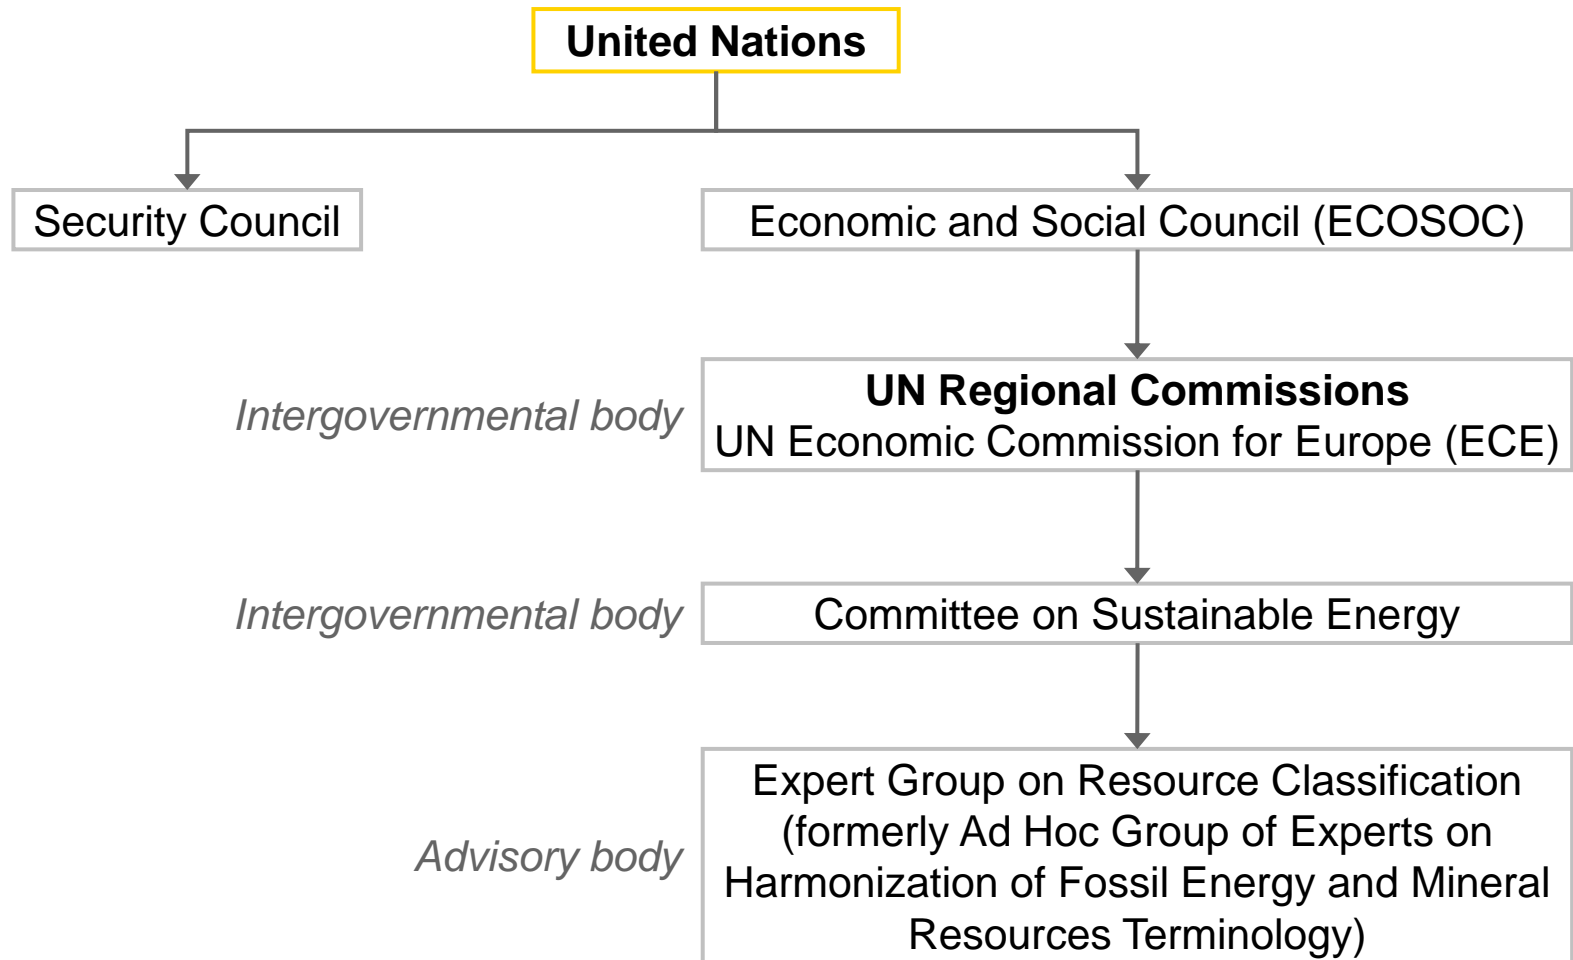 United Nations
Security Council
Economic and Social Council (ECOSOC)
Intergovernmental body
UN Regional Commissions
UN Economic Commission for Europe (ECE)
Intergovernmental body
Committee on Sustainable Energy
Advisory body
Expert Group on Resource Classification
(formerly Ad Hoc Group of Experts on
Harmonization of Fossil Energy and Mineral
Resources Terminology)